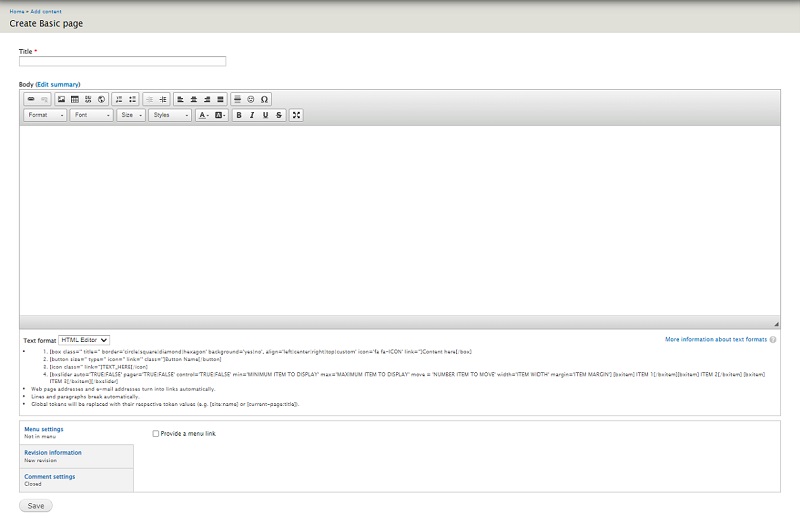 Home » Add content
Create Basic page
Title *
Body (Edit summary)
Format Font Size Styles A A B I U S
Text format HTML Editor More information about text formats
1. [box class='' title='' border='circle|square|diamond|hexagon' background='yes|no', align='left|center|right|top|custom' icon='fa fa-ICON' link='']Content here[/box]
2. [button size='' type='' icon='' link='' class='']Button Name[/button]
3. [icon class='' link='']TEXT_HERE[/icon]
4. [bxslider auto='TRUE:FALSE' pager='TRUE:FALSE' control='TRUE:FALSE' min='MINIMUM ITEM TO DISPLAY' max='MAXIMUM ITEM TO DISPLAY' move = 'NUMBER ITEM TO MOVE' width='ITEM WIDTH' margin='ITEM MARGIN'] [bxitem] ITEM 1[/bxitem][bxitem] ITEM 2[/bxitem] [bxitem]
ITEM 3[/bxitem][/bxslider]
Web page addresses and e-mail addresses turn into links automatically.
Lines and paragraphs break automatically.
Global tokens will be replaced with their respective token values (e.g. [site:name] or [current-page:title]).
Menu settings
Not in menu
Provide a menu link
Revision information
New revision
Comment settings
Closed
Save